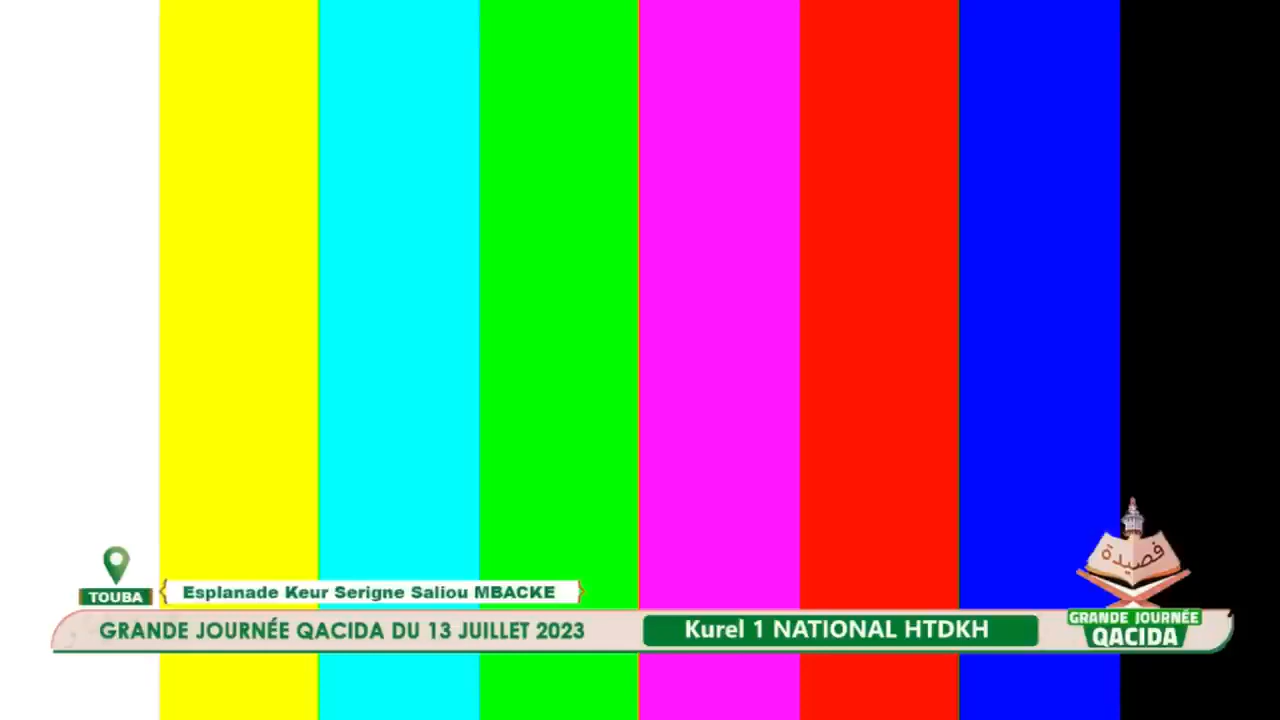 قصيدة
TOUBA
Esplanade Keur Serigne Saliou MBACKE
GRANDE JOURNÉE QACIDA DU 13 JUILLET 2023
Kurel 1 NATIONAL HTDKH
GRANDE JOURNÉE
QACIDA